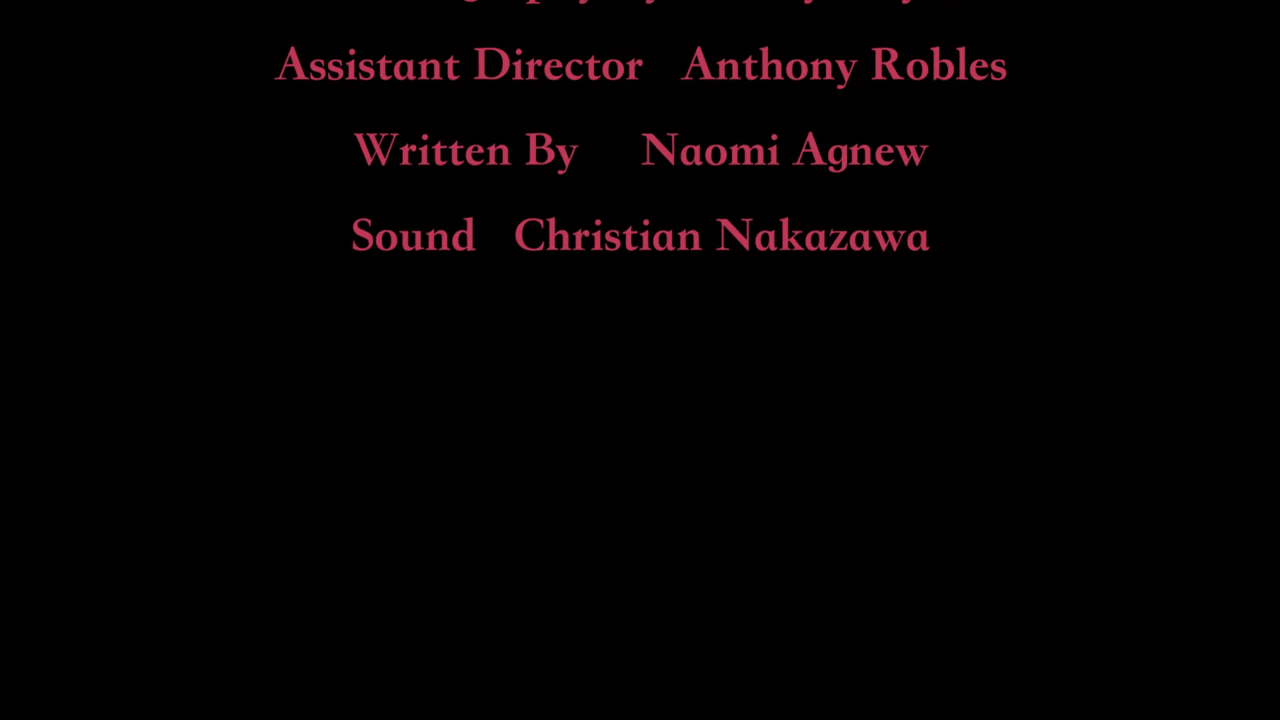 Assistant Director Anthony Robles
Written By Naomi Agnew
Sound Christian Nakazawa